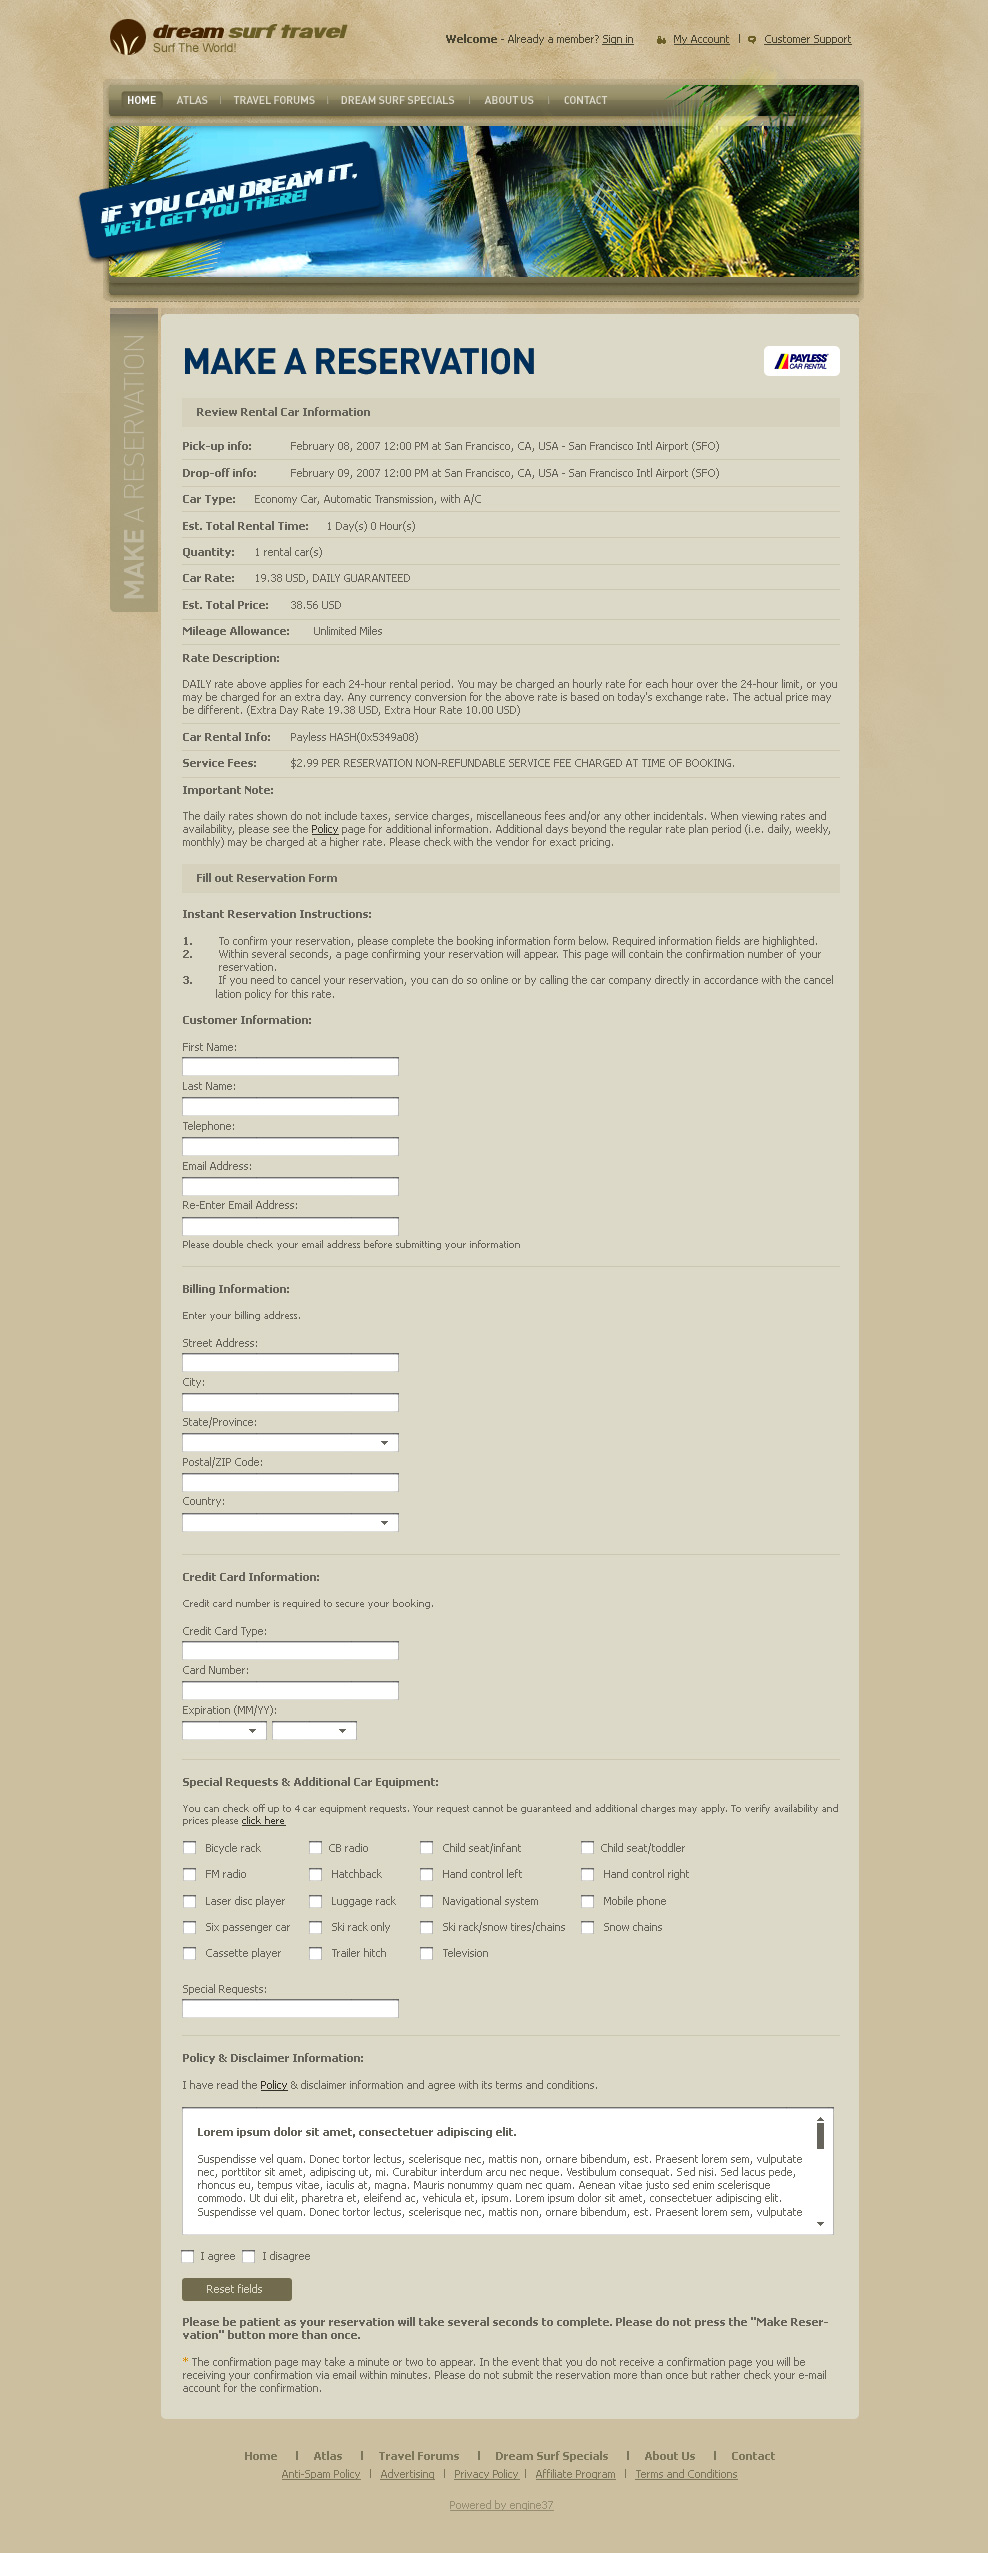 dream surf travel
Surf The World!
Welcome - Already a member? Sign in
My Account | Customer Support
HOME ATLAS | TRAVEL FORUMS | DREAM SURF SPECIALS | ABOUT US | CONTACT
IF YOU CAN DREAM IT,
WE'LL GET YOU THERE!
MAKE A RESERVATION
MAKE A RESERVATION
PAYLESS
CAR RENTAL
Review Rental Car Information
Pick-up info: February 08, 2007 12:00 PM at San Francisco, CA, USA - San Francisco Intl Airport (SFO)
Drop-off info: February 09, 2007 12:00 PM at San Francisco, CA, USA - San Francisco Intl Airport (SFO)
Car Type: Economy Car, Automatic Transmission, with A/C
Est. Total Rental Time: 1 Day(s) 0 Hour(s)
Quantity: 1 rental car(s)
Car Rate: 19.38 USD, DAILY GUARANTEED
Est. Total Price: 38.56 USD
Mileage Allowance: Unlimited Miles
Rate Description:
DAILY rate above applies for each 24-hour rental period. You may be charged an hourly rate for each hour over the 24-hour limit, or you
may be charged for an extra day. Any currency conversion for the above rate is based on today's exchange rate. The actual price may
be different. (Extra Day Rate 19.38 USD, Extra Hour Rate 10.00 USD)
Car Rental Info: Payless HASH(0x5349a08)
Service Fees: $2.99 PER RESERVATION NON-REFUNDABLE SERVICE FEE CHARGED AT TIME OF BOOKING.
Important Note:
The daily rates shown do not include taxes, service charges, miscellaneous fees and/or any other incidentals. When viewing rates and
availability, please see the Policy page for additional information. Additional days beyond the regular rate plan period (i.e. daily, weekly,
monthly) may be charged at a higher rate. Please check with the vendor for exact pricing.
Fill out Reservation Form
Instant Reservation Instructions:
1. To confirm your reservation, please complete the booking information form below. Required information fields are highlighted.
2. Within several seconds, a page confirming your reservation will appear. This page will contain the confirmation number of your
reservation.
3. If you need to cancel your reservation, you can do so online or by calling the car company directly in accordance with the cancel
lation policy for this rate.
Customer Information:
First Name:
Last Name:
Telephone:
Email Address:
Re-Enter Email Address:
Please double check your email address before submitting your information
Billing Information:
Enter your billing address.
Street Address:
City:
State/Province:
Postal/ZIP Code:
Country:
Credit Card Information:
Credit card number is required to secure your booking.
Credit Card Type:
Card Number:
Expiration (MM/YY):
Special Requests & Additional Car Equipment:
You can check off up to 4 car equipment requests. Your request cannot be guaranteed and additional charges may apply. To verify availability and
prices please click here
Bicycle rack CB radio Child seat/infant Child seat/toddler
FM radio Hatchback Hand control left Hand control right
Laser disc player Luggage rack Navigational system Mobile phone
Six passenger car Ski rack only Ski rack/snow tires/chains Snow chains
Cassette player Trailer hitch Television
Special Requests:
Policy & Disclaimer Information:
I have read the Policy & disclaimer information and agree with its terms and conditions.
Lorem ipsum dolor sit amet, consectetuer adipiscing elit.
Suspendisse vel quam. Donec tortor lectus, scelerisque nec, mattis non, ornare bibendum, est. Praesent lorem sem, vulputate
nec, porttitor sit amet, adipiscing ut, mi. Curabitur interdum arcu nec neque. Vestibulum consequat. Sed nisi. Sed lacus pede,
rhoncus eu, tempus vitae, iaculis at, magna. Mauris nonummy quam nec quam. Aenean vitae justo sed enim scelerisque
commodo. Ut dui elit, pharetra et, eleifend ac, vehicula et, ipsum. Lorem ipsum dolor sit amet, consectetuer adipiscing elit.
Suspendisse vel quam. Donec tortor lectus, scelerisque nec, mattis non, ornare bibendum, est. Praesent lorem sem, vulputate
I agree I disagree
Reset fields
Please be patient as your reservation will take several seconds to complete. Please do not press the "Make Reser-
vation" button more than once.
* The confirmation page may take a minute or two to appear. In the event that you do not receive a confirmation page you will be
receiving your confirmation via email within minutes. Please do not submit the reservation more than once but rather check your e-mail
account for the confirmation.
Home | Atlas | Travel Forums | Dream Surf Specials | About Us | Contact
Anti-Spam Policy | Advertising | Privacy Policy | Affiliate Program | Terms and Conditions
Powered by engine37